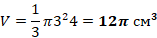 V = 1/3 π3²4 = 12π см³